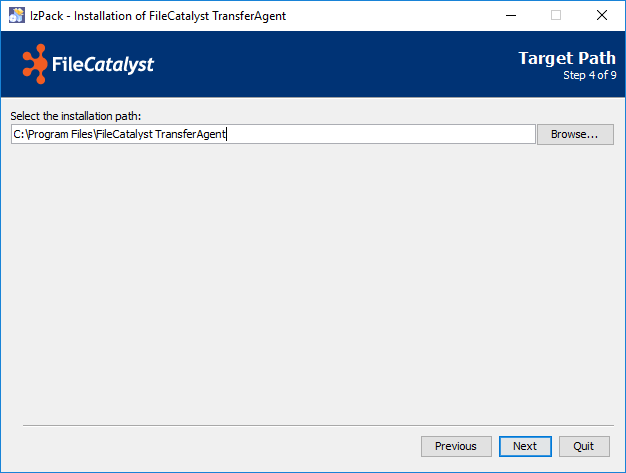 IzPack - Installation of FileCatalyst TransferAgent
FileCatalyst
Target Path
Step 4 of 9
Select the installation path:
C:\Program Files\FileCatalyst TransferAgent
Browse...
Previous
Next
Quit